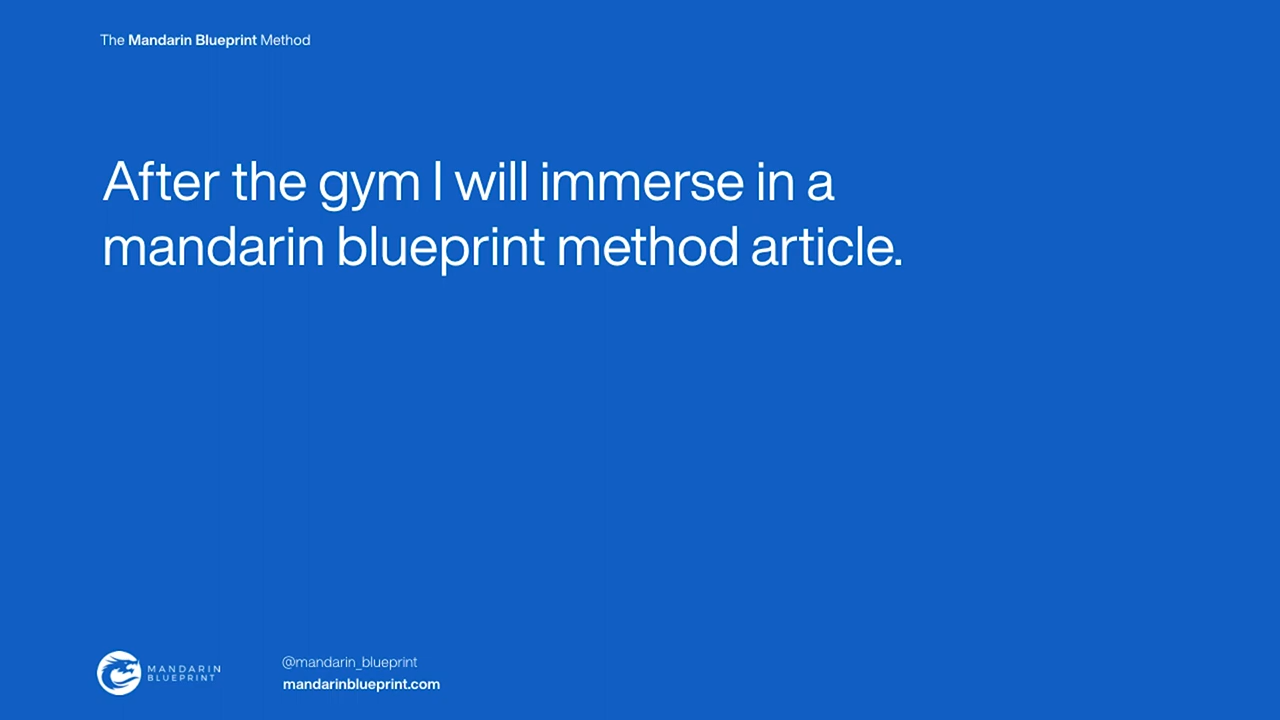 The Mandarin Blueprint Method
After the gym I will immerse in a
mandarin blueprint method article.
MANDARIN
BLUEPRINT
@mandarin_blueprint
mandarinblueprint.com